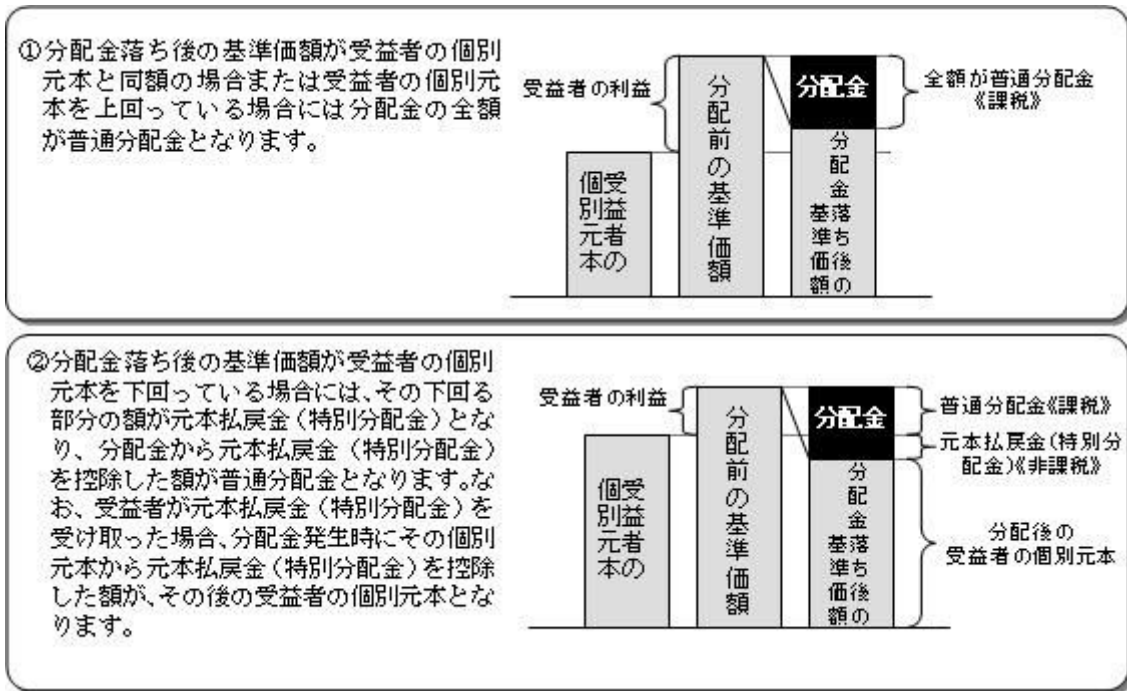 ①分配金落ち後の基準価額が受益者の個別
元本と同額の場合または受益者の個別元
本を上回っている場合には分配金の全額
が普通分配金となります。
受益者の利益
受益者の
個別元本
分配前の基準価額
分配金
分配金落ち後の
基準価額
全額が普通分配金
《課税》
②分配金落ち後の基準価額が受益者の個別
元本を下回っている場合には、その下回る
部分の額が元本払戻金（特別分配金）とな
り、分配金から元本払戻金（特別分配金）
を控除した額が普通分配金となります。な
お、受益者が元本払戻金（特別分配金）を
受け取った場合、分配金発生時にその個別
元本から元本払戻金（特別分配金）を控除
した額が、その後の受益者の個別元本とな
ります。
受益者の利益
受益者の
個別元本
分配前の基準価額
分配金
分配金落ち後の
基準価額
普通分配金《課税》
元本払戻金（特別分
配金）《非課税》
分配後の
受益者の個別元本